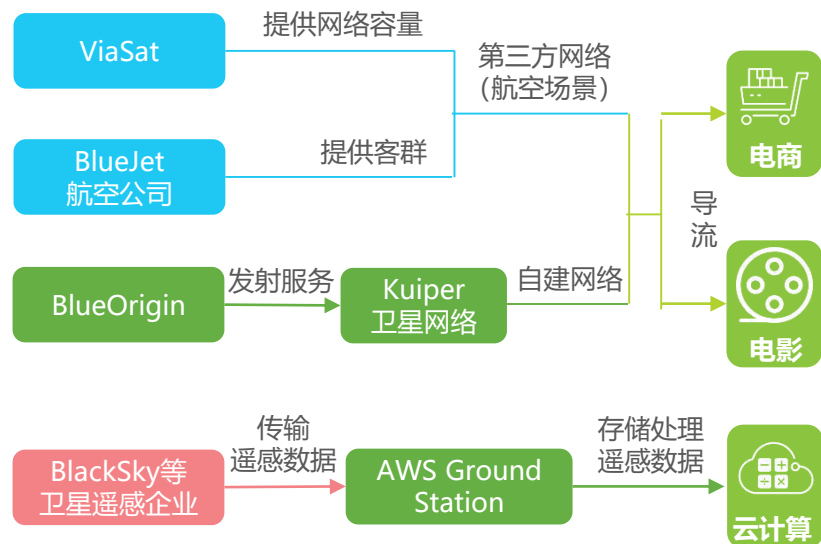 ViaSat
提供网络容量
第三方网络
（航空场景）
BlueJet
航空公司
提供客群
电商
导
流
BlueOrigin
发射服务
Kuiper
卫星网络
自建网络
电影
BlackSky等
卫星遥感企业
传输
遥感数据
AWS Ground
Station
存储处理
遥感数据
云计算